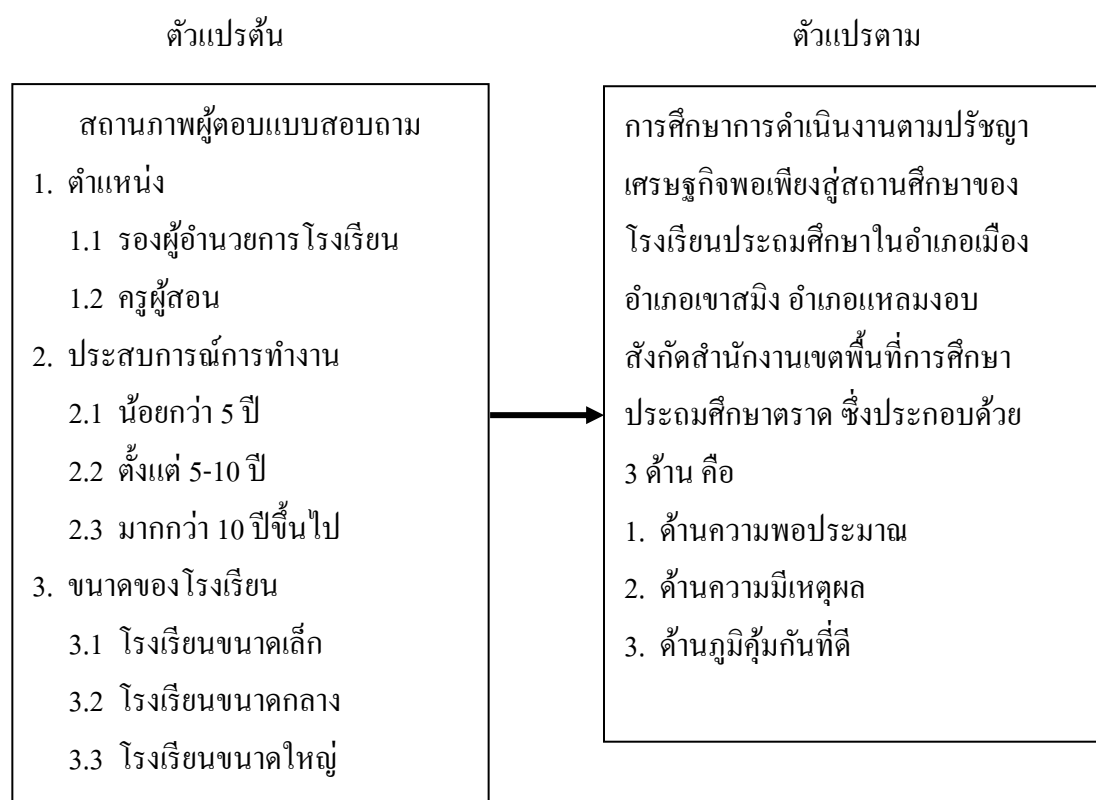 ตัวแปรต้น
สถานภาพผู้ตอบแบบสอบถาม
1. ตำแหน่ง
1.1 รองผู้อำนวยการโรงเรียน
1.2 ครูผู้สอน
2. ประสบการณ์การทำงาน
2.1 น้อยกว่า 5 ปี
2.2 ตั้งแต่ 5-10 ปี
2.3 มากกว่า 10 ปีขึ้นไป
3. ขนาดของโรงเรียน
3.1 โรงเรียนขนาดเล็ก
3.2 โรงเรียนขนาดกลาง
3.3 โรงเรียนขนาดใหญ่
ตัวแปรตาม
การศึกษาการดำเนินงานตามปรัชญา
เศรษฐกิจพอเพียงสู่สถานศึกษาของ
โรงเรียนประถมศึกษาในอำเภอเมือง
อำเภอเขาสมิง อำเภอแหลมงอบ
สังกัดสำนักงานเขตพื้นที่การศึกษา
ประถมศึกษาตราด ซึ่งประกอบด้วย
3 ด้าน คือ
1. ด้านความพอประมาณ
2. ด้านความมีเหตุผล
3. ด้านภูมิคุ้มกันที่ดี